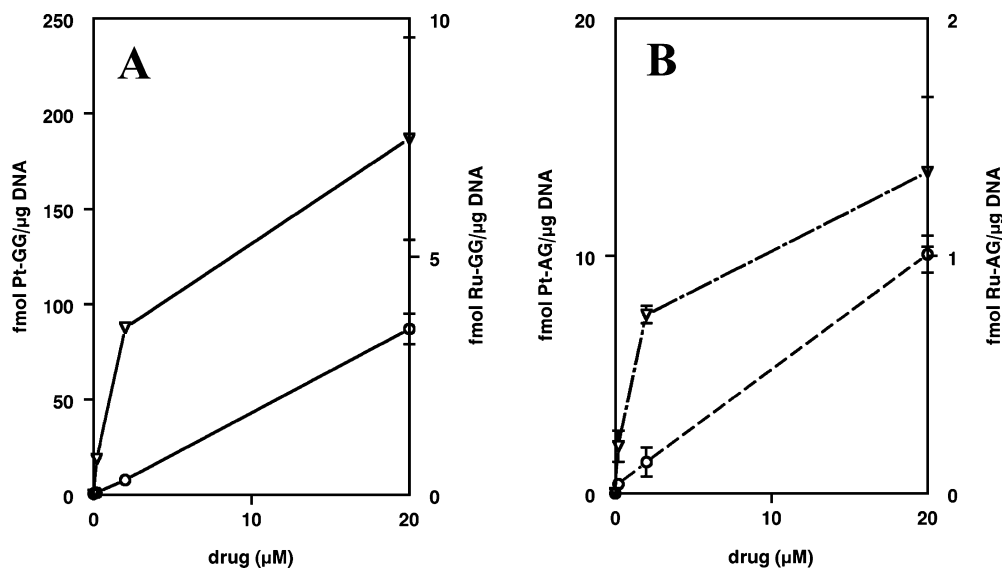 A
250
200
150
100
50
0
fmol Pt-GG/µg DNA
10
5
0
fmol Ru-GG/µg DNA
0
10
20
drug (µM)
B
20
10
0
fmol Pt-AG/µg DNA
2
1
0
fmol Ru-AG/µg DNA
0
10
20
drug (µM)